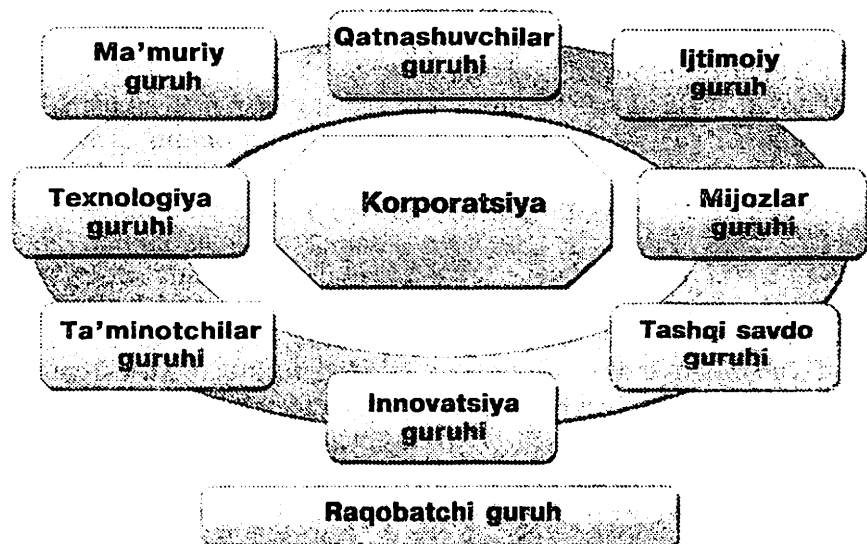 Ma'muriy
guruh
Qatnashuvchilar
guruhi
Ijtimoiy
guruh
Texnologiya
guruhi
Korporatsiya
Mijozlar
guruhi
Ta'minotchilar
guruhi
Tashqi savdo
guruhi
Innovatsiya
guruhi
Raqobatchi guruh